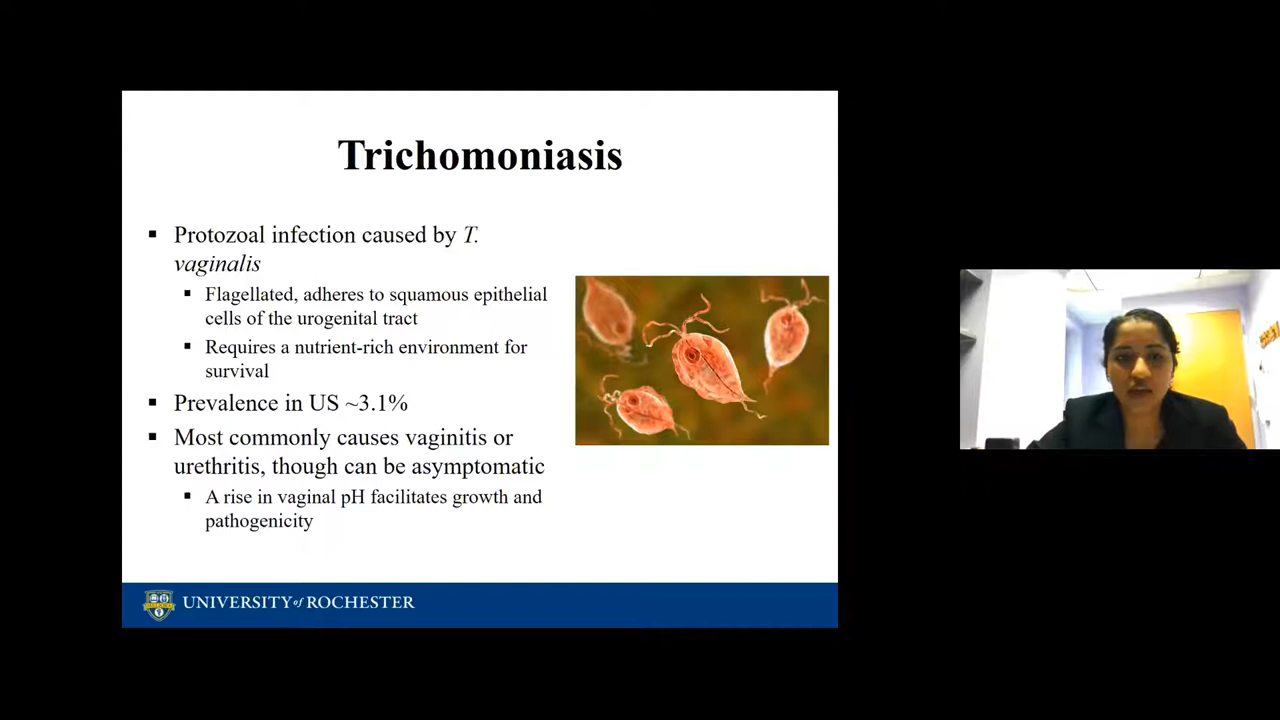 Trichomoniasis
▪ Protozoal infection caused by T.
vaginalis
▪ Flagellated, adheres to squamous epithelial
cells of the urogenital tract
▪ Requires a nutrient-rich environment for
survival
▪ Prevalence in US ~3.1%
▪ Most commonly causes vaginitis or
urethritis, though can be asymptomatic
▪ A rise in vaginal pH facilitates growth and
pathogenicity
UNIVERSITY of ROCHESTER